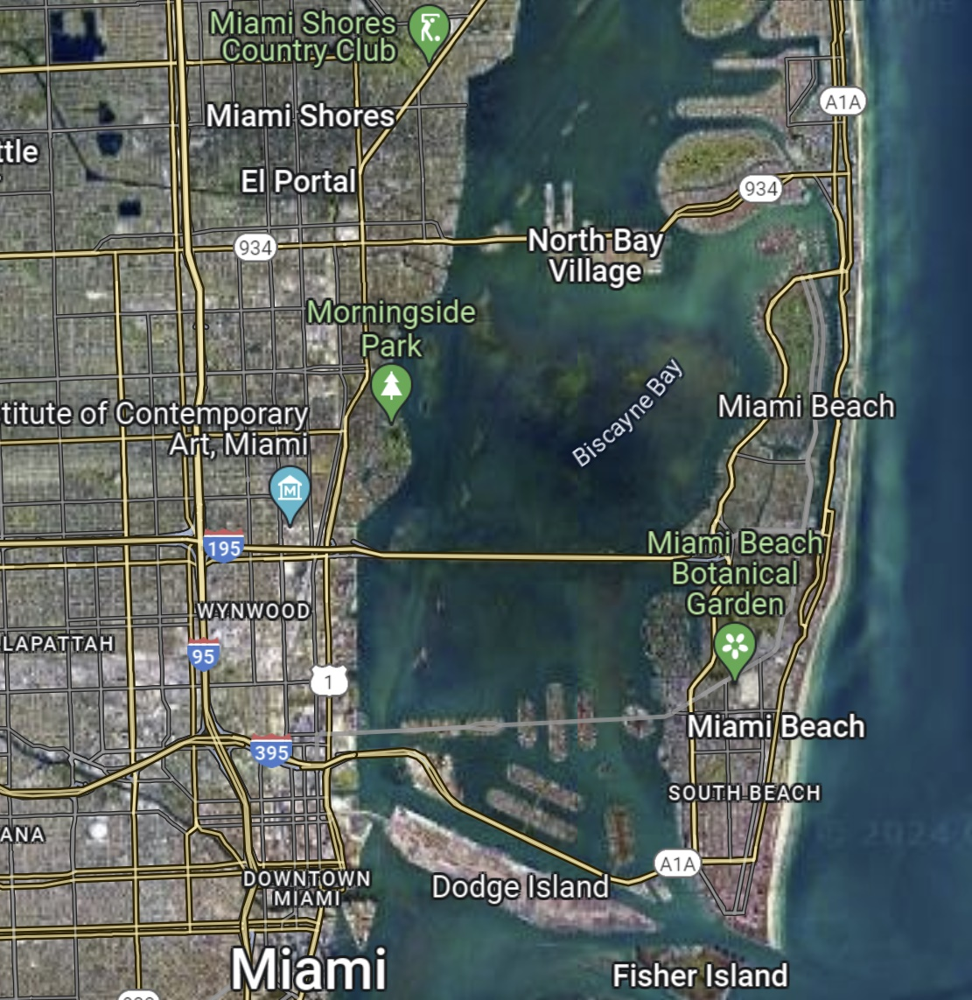 Miami Shores
Country Club
A1A
Miami Shores
ttle
El Portal
934
934
North Bay
Village
Morningside
Park
Biscayne Bay
Miami Beach
titute of Contemporary
Art, Miami
195
Miami Beach
Botanical
Garden
WYNWOOD
LAPATTAH
95
1
Miami Beach
395
SOUTH BEACH
ANA
A1A
DOWNTOWN
MIAMI
Dodge Island
Miami
Fisher Island